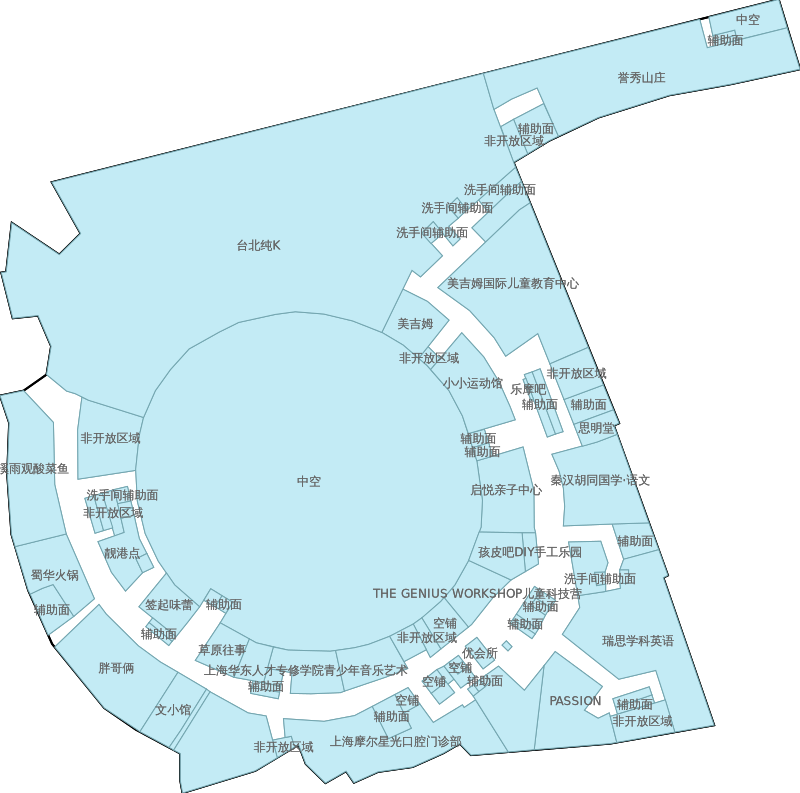 中空
辅助面
誉秀山庄
辅助面
非开放区域
洗手间辅助面
洗手间辅助面
洗手间辅助面
台北纯K
美吉姆国际儿童教育中心
美吉姆
非开放区域
非开放区域
小小运动馆
乐摩吧
辅助面
辅助面
思明堂
非开放区域
辅助面
辅助面
溪雨观酸菜鱼
中空
秦汉胡同国学·语文
启悦亲子中心
洗手间辅助面
非开放区域
辅助面
靓港点
孩皮吧DIY手工乐园
蜀华火锅
洗手间辅助面
THE GENIUS WORKSHOP儿童科技营
签起味蕾
辅助面
辅助面
辅助面
辅助面
空铺
辅助面
非开放区域
瑞思学科英语
草原往事
优会所
胖哥俩
上海华东人才专修学院青少年音乐艺术
空铺
空铺
辅助面
辅助面
空铺
PASSION
辅助面
文小馆
辅助面
非开放区域
上海摩尔星光口腔门诊部
非开放区域